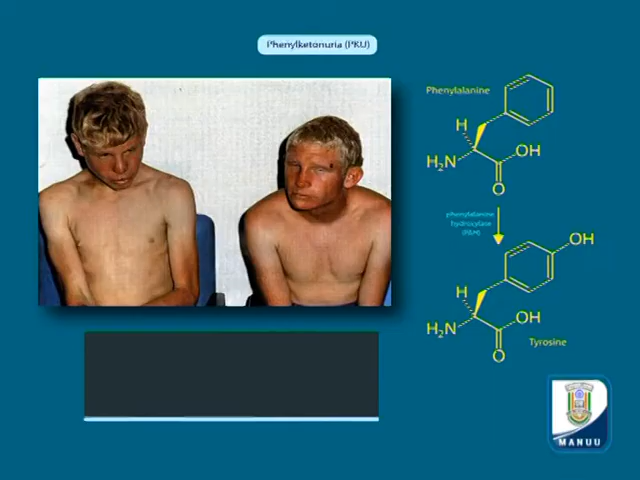 Phenylketonuria (PKU)
Phenylalanine
H
H₂N
OH
O
phenylalanine
hydroxylase
(PAH)
OH
H
H₂N
OH
O
Tyrosine
MANUU